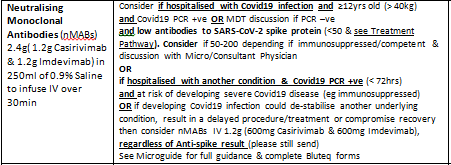 Neutralising
Monoclonal
Antibodies (nMABs)
2.4g( 1.2g Casirivimab
& 1.2g Imdevimab) in
250ml of 0.9% Saline
to infuse IV over
30min
Consider if hospitalised with Covid19 infection and ≥12yrs old (> 40kg)
and Covid19 PCR +ve OR MDT discussion if PCR –ve
and low antibodies to SARS-CoV-2 spike protein (<50 & see Treatment
Pathway). Consider if 50-200 depending if immunosuppressed/competent &
discussion with Micro/Consultant Physician
OR
if hospitalised with another condition & Covid19 PCR +ve (< 72hrs)
and at risk of developing severe Covid19 disease (eg immunosuppressed)
OR if developing Covid19 infection could de-stabilise another underlying
condition, result in a delayed procedure/treatment or compromise recovery
then consider nMABs IV 1.2g (600mg Casirivimab & 600mg Imdevimab),
regardless of Anti-spike result (please still send)
See Microguide for full guidance & complete Bluteq forms